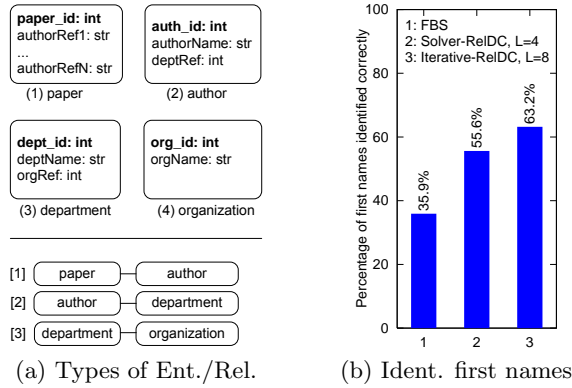 paper_id: int
authorRef1: str
...
authorRefN: str
(1) paper
auth_id: int
authorName: str
deptRef: int
(2) author
dept_id: int
deptName: str
orgRef: int
(3) department
org_id: int
orgName: str
(4) organization
[1] paper author
[2] author department
[3] department organization
(a) Types of Ent./Rel.
Percentage of first names identified correctly
100
80
60
40
20
0
1: FBS
2: Solver-RelDC, L=4
3: Iterative-RelDC, L=8
35.9%
55.6%
63.2%
1 2 3
(b) Ident. first names